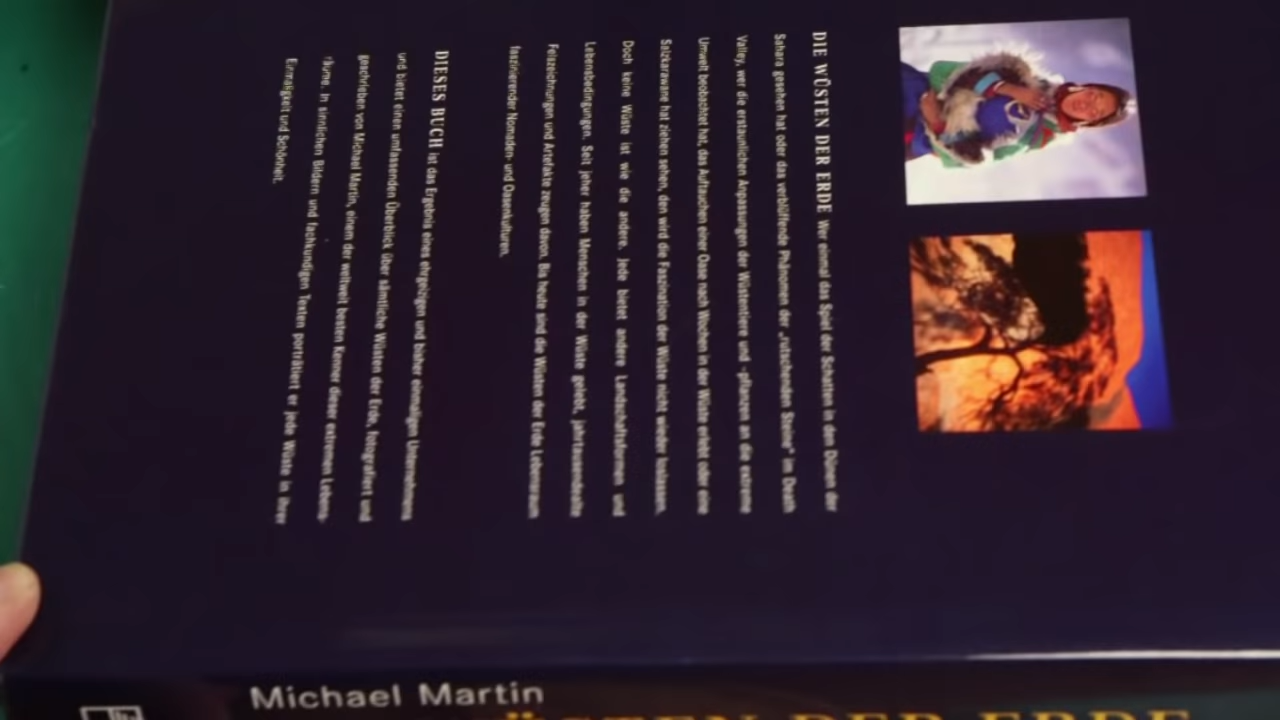 DIE WÜSTEN DER ERDE Wer einmal das Spiel der Schatten in den Dünen der
Sahara gesehen hat oder das verblüffende Phänomen der „rutschenden Steine“ im Death
Valley, wer die erstaunlichen Anpassungen der Wüstentiere und -pflanzen an die extreme
Umwelt beobachtet hat, das Auftauchen einer Oase nach Wochen in der Wüste erlebt oder eine
Salzkarawane hat ziehen sehen, den wird die Faszination der Wüste nicht wieder loslassen.
Doch keine Wüste ist wie die andere. Jede bietet andere Landschaftsformen und
Lebensbedingungen. Seit jeher haben Menschen in der Wüste gelebt, jahrtausendealte
Felszeichnungen und Artefakte zeugen davon. Bis heute sind die Wüsten der Erde Lebensraum
faszinierender Nomaden- und Oasenkulturen.
DIESES BUCH ist das Ergebnis eines ehrgeizigen und bisher einmaligen Unternehmens
und bietet einen umfassenden Überblick über sämtliche Wüsten der Erde, fotografiert und
geschrieben von Michael Martin, einen der weltweit besten Kenner dieser extremen Lebens-
räume. In sinnlichen Bildern und fachkundigen Texten porträtiert er jede Wüste in ihrer
Einmaligkeit und Schönheit.
Michael Martin
WÜSTEN DER ERDE